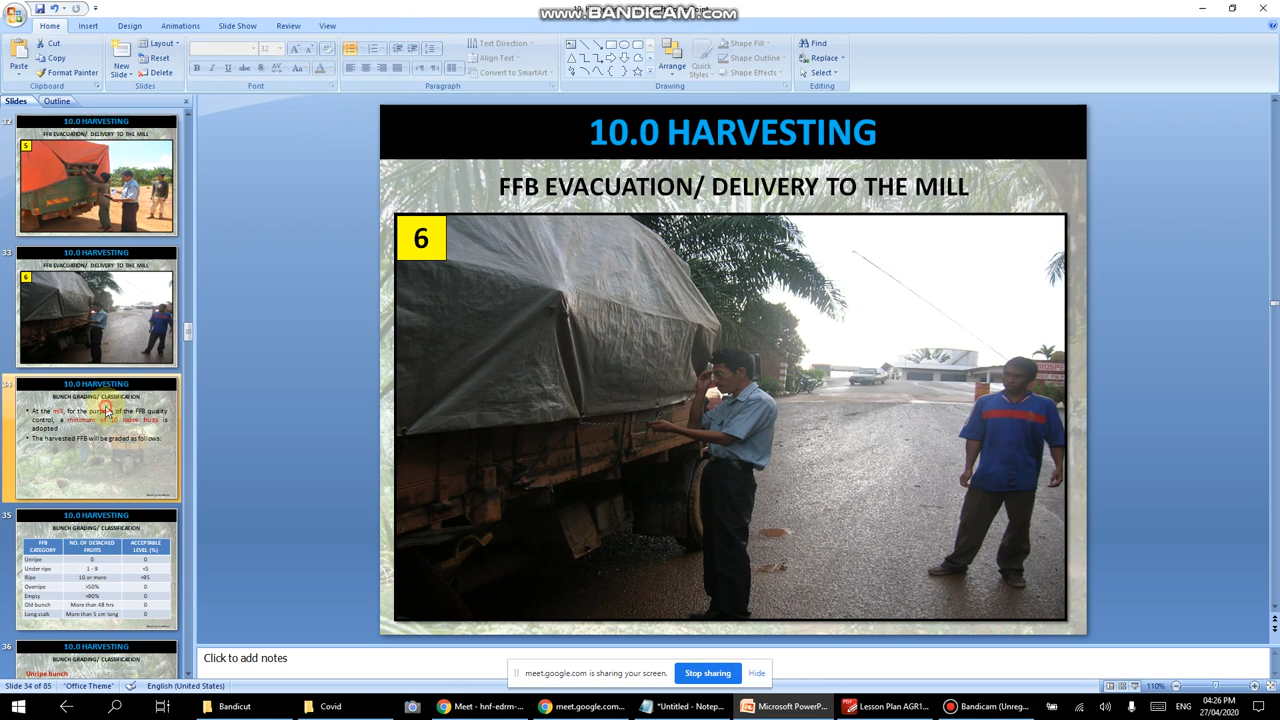 www.BANDICAM.com
Home Insert Design Animations Slide Show Review View
Paste Cut Copy Format Painter
New Slide Layout Reset Delete
32
Text Direction Align Text Convert to SmartArt
Arrange Quick Styles Shape Fill Shape Outline Shape Effects
Find Replace Select
Clipboard Slides Font Paragraph Drawing Editing
Slides Outline
32
10.0 HARVESTING
FFB EVACUATION/ DELIVERY TO THE MILL
5
33
10.0 HARVESTING
FFB EVACUATION/ DELIVERY TO THE MILL
6
34
10.0 HARVESTING
BUNCH GRADING/ CLASSIFICATION
At the mill, for the purpose of the FFB quality
control, a minimum of 10 loose fruits is
adopted
The harvested FFB will be graded as follows:
35
10.0 HARVESTING
BUNCH GRADING/ CLASSIFICATION
FFB CATEGORY NO. OF DETACHED FRUITS ACCEPTABLE LEVEL (%)
Unripe 0 0
Under ripe 1 - 9 <5
Ripe 10 or more >95
Overripe >50% 0
Empty >90% 0
Old bunch More than 48 hrs 0
Long stalk More than 5 cm long 0
36
10.0 HARVESTING
BUNCH GRADING/ CLASSIFICATION
Unripe bunch
10.0 HARVESTING
FFB EVACUATION/ DELIVERY TO THE MILL
6
Click to add notes
meet.google.com is sharing your screen. Stop sharing Hide
Slide 34 of 85 "Office Theme" English (United States) 110%
Bandicut Covid Meet - hnf-edrm-... meet.google.com... *Untitled - Notep... Microsoft PowerP... Lesson Plan AGR1... Bandicam (Unreg... ENG 04:26 PM
27/04/2020